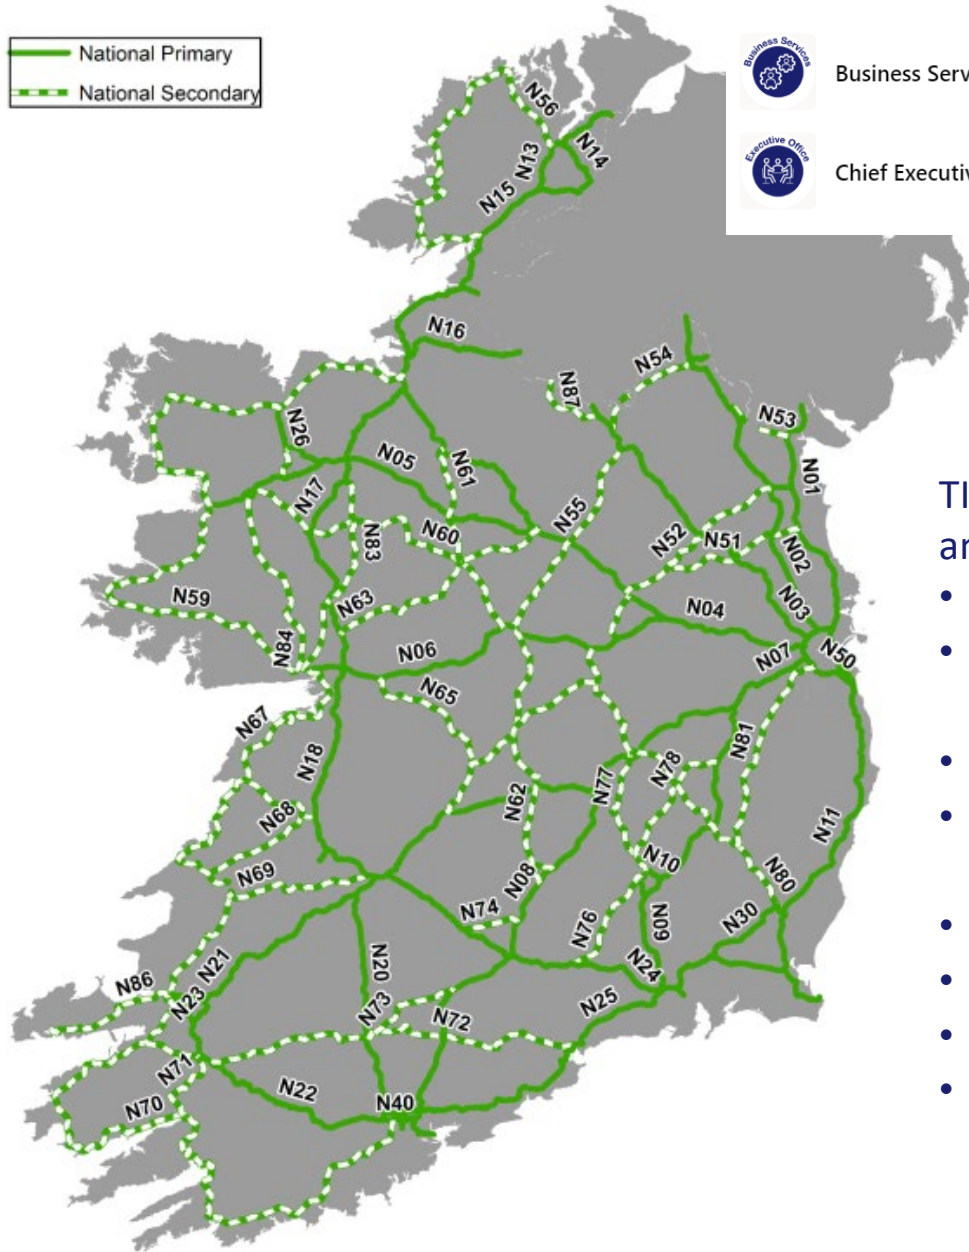 National Primary
National Secondary
Business Services
Business Serv
Executive Office
Chief Executiv
N56
N13
N14
N15
N16
N54
N87
N53
N26
N05
N61
N01
N17
N55
N60
N83
N52
N51
N02
N59
N63
N03
N04
N84
N06
N07
N50
N65
N67
N18
N81
N78
N77
N62
N68
N11
N69
N10
N08
N80
N74
N76
N09
N30
N86
N21
N20
N24
N23
N73
N72
N25
N71
N22
N70
N40
TI
ar
•
•
•
•
•
•
•
•